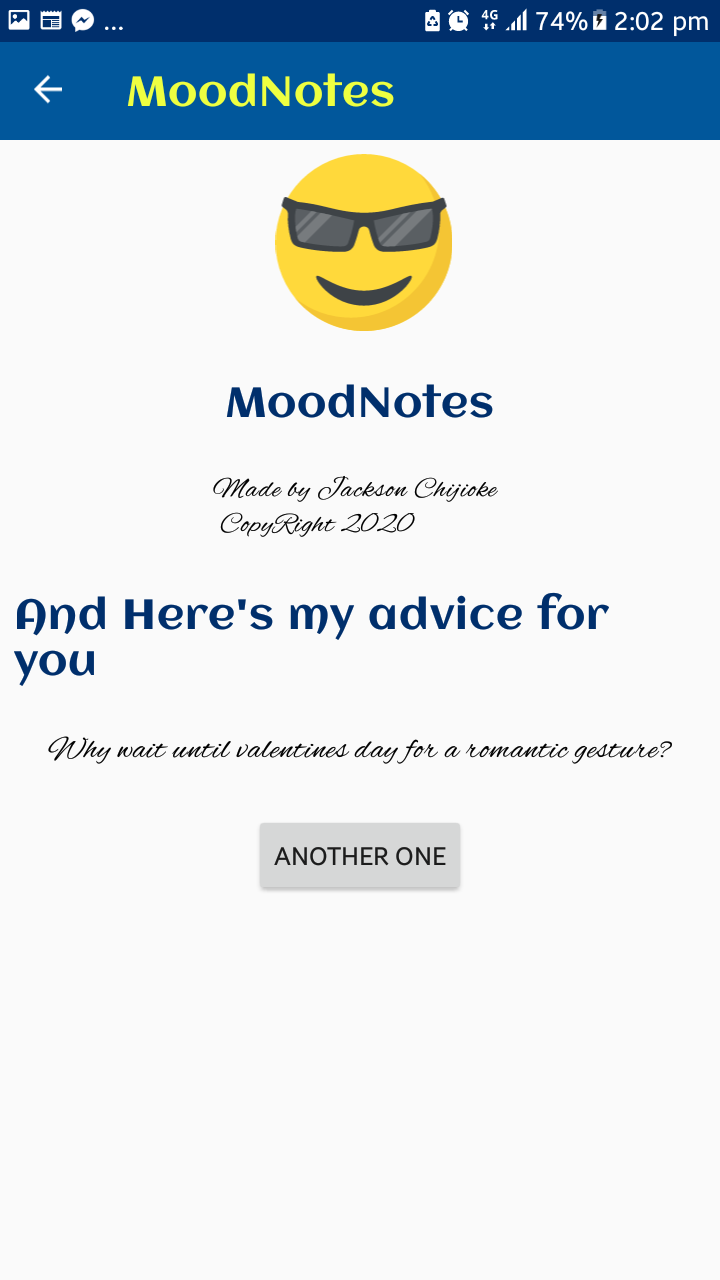 ... 4G 74% 2:02 pm
MoodNotes
MoodNotes
Made by Jackson Chijioke
CopyRight 2020
And Here's my advice for
you
Why wait until valentines day for a romantic gesture?
ANOTHER ONE